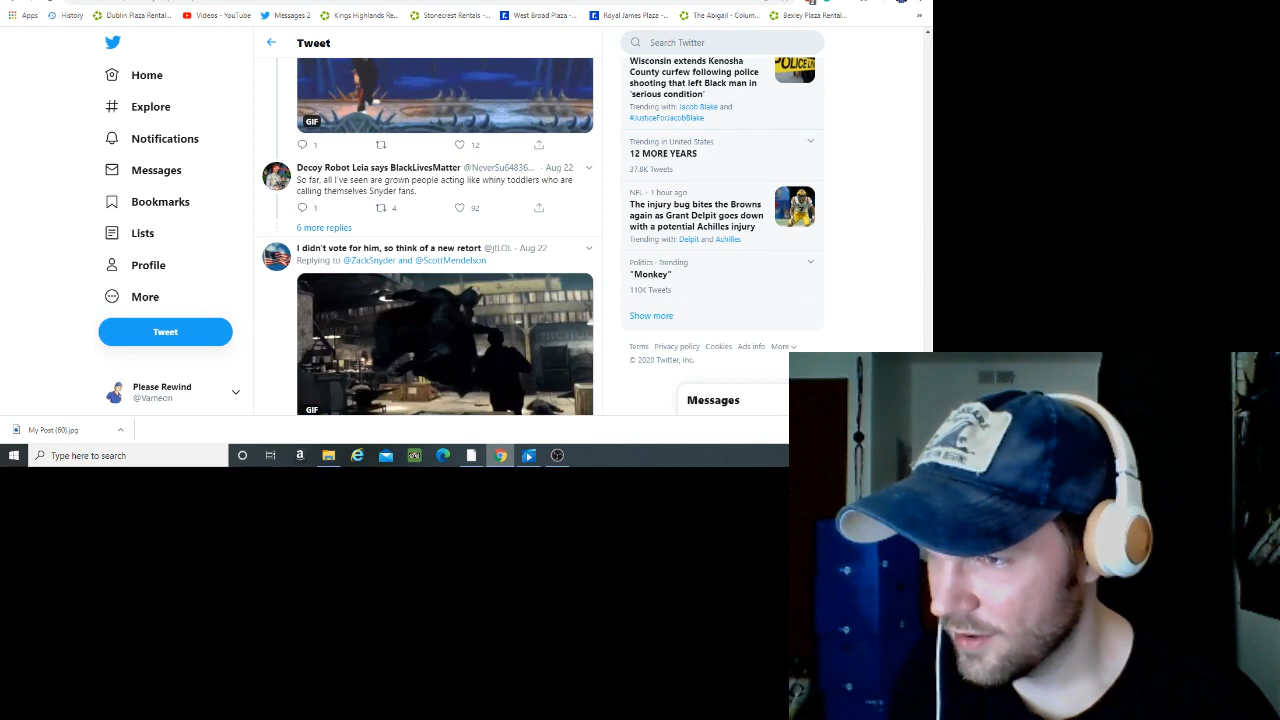 Apps
History
Dublin Plaza Rental...
Videos - YouTube
Messages 2
Kings Highlands Re...
Stonecrest Rentals -...
West Broad Plaza -...
Royal James Plaza -...
The Abigail - Colum...
Bexley Plaza Rental...
»
Home
Explore
Notifications
Messages
Bookmarks
Lists
Profile
More
Tweet
Please Rewind
@Vameon
Tweet
GIF
1
12
Decoy Robot Leia says BlackLivesMatter @NeverSu64836... · Aug 22
So far, all I've seen are grown people acting like whiny toddlers who are
calling themselves Snyder fans.
1
4
92
6 more replies
I didn't vote for him, so think of a new retort @jtLOL · Aug 22
Replying to @ZackSnyder and @ScottMendelson
GIF
Search Twitter
Wisconsin extends Kenosha
County curfew following police
shooting that left Black man in
'serious condition'
Trending with: Jacob Blake and
#JusticeForJacobBlake
POLICE
Trending in United States
12 MORE YEARS
37.8K Tweets
NFL · 1 hour ago
The injury bug bites the Browns
again as Grant Delpit goes down
with a potential Achilles injury
Trending with: Delpit and Achilles
Politics · Trending
"Monkey"
110K Tweets
Show more
Terms Privacy policy Cookies Ads info More
© 2020 Twitter, Inc.
Messages
My Post (60).jpg
Type here to search